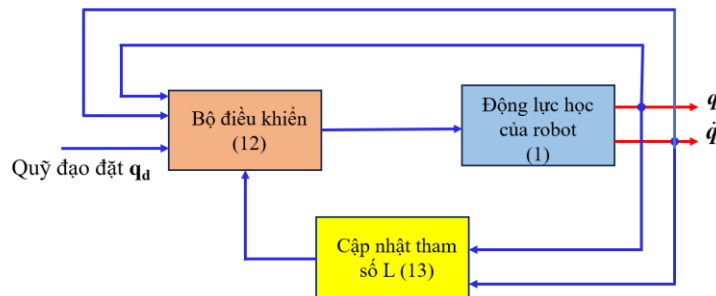 Bộ điều khiển
(12)
Động lực học
của robot
(1)
q
q̇
Quỹ đạo đặt q_d
Cập nhật tham
số L (13)